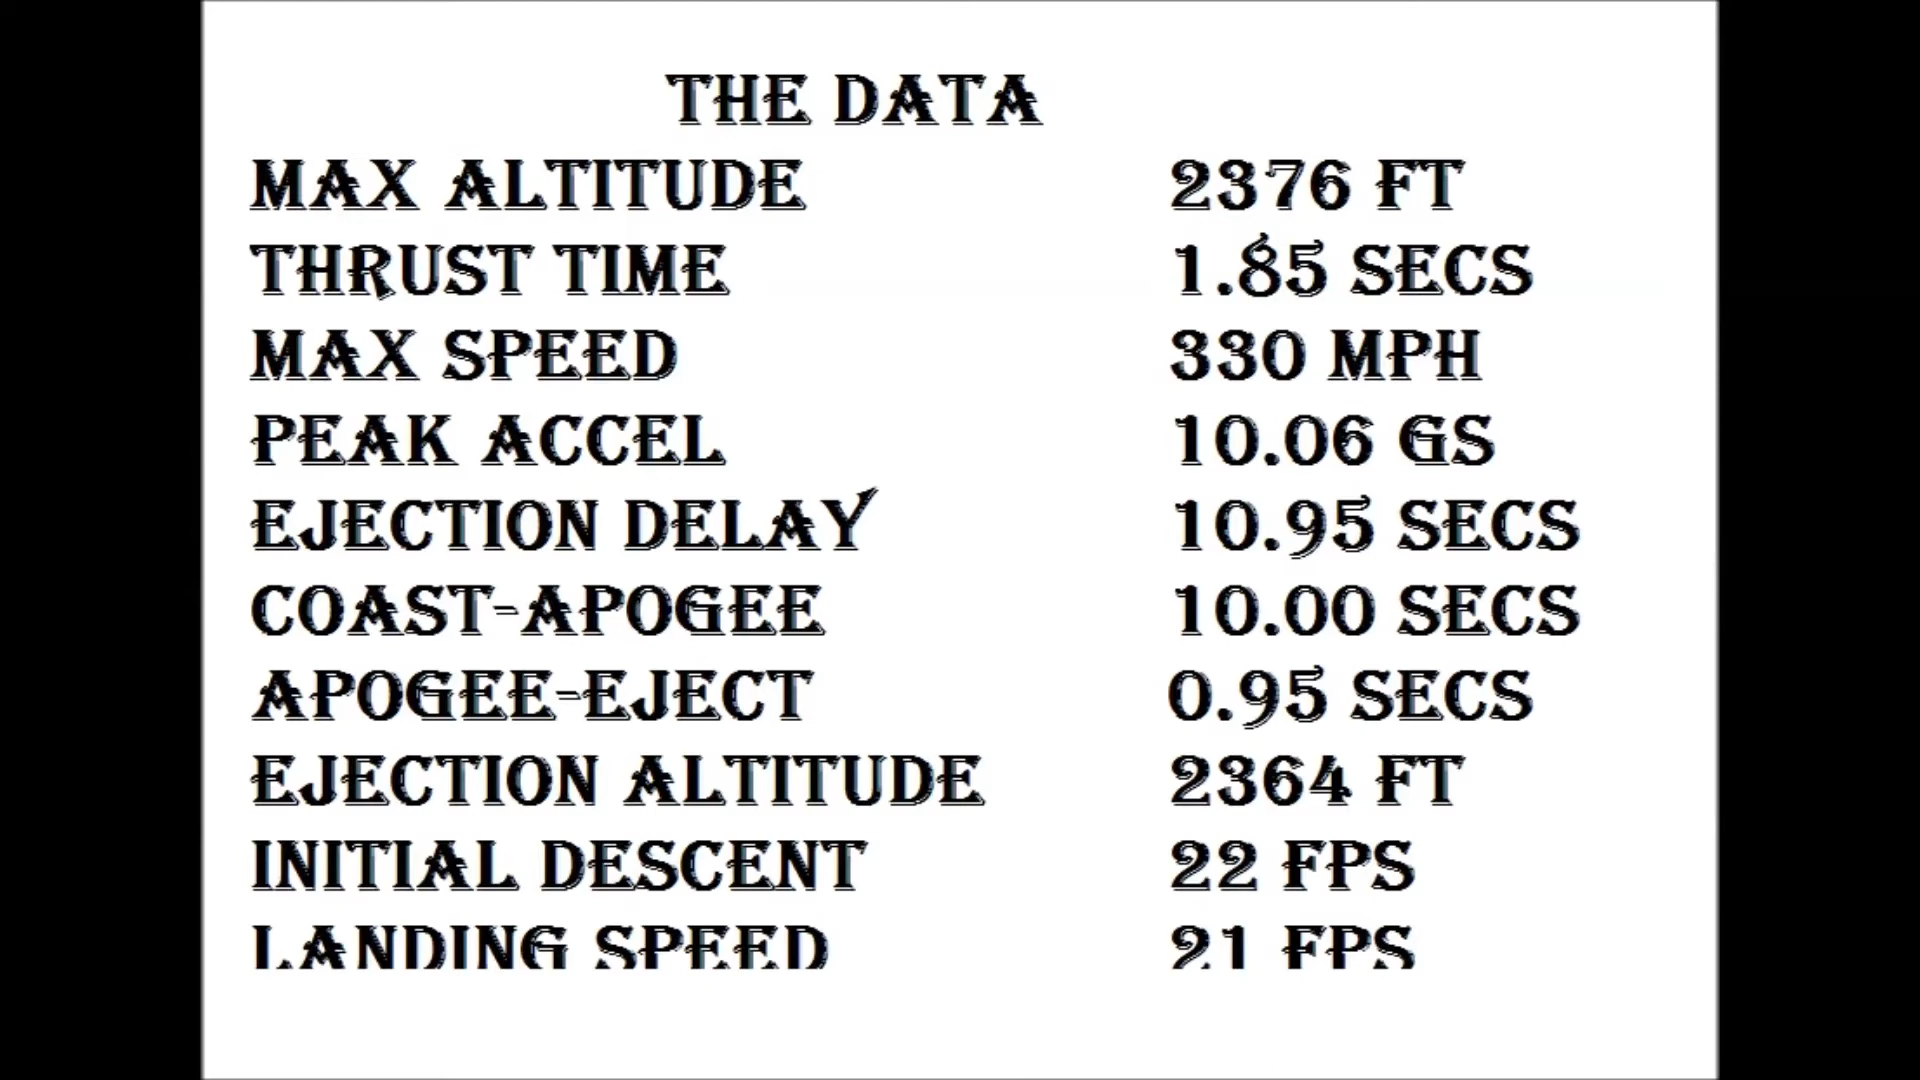 THE DATA
MAX ALTITUDE 2376 FT
THRUST TIME 1.85 SECS
MAX SPEED 330 MPH
PEAK ACCEL 10.06 GS
EJECTION DELAY 10.95 SECS
COAST-APOGEE 10.00 SECS
APOGEE-EJECT 0.95 SECS
EJECTION ALTITUDE 2364 FT
INITIAL DESCENT 22 FPS
LANDING SPEED 21 FPS